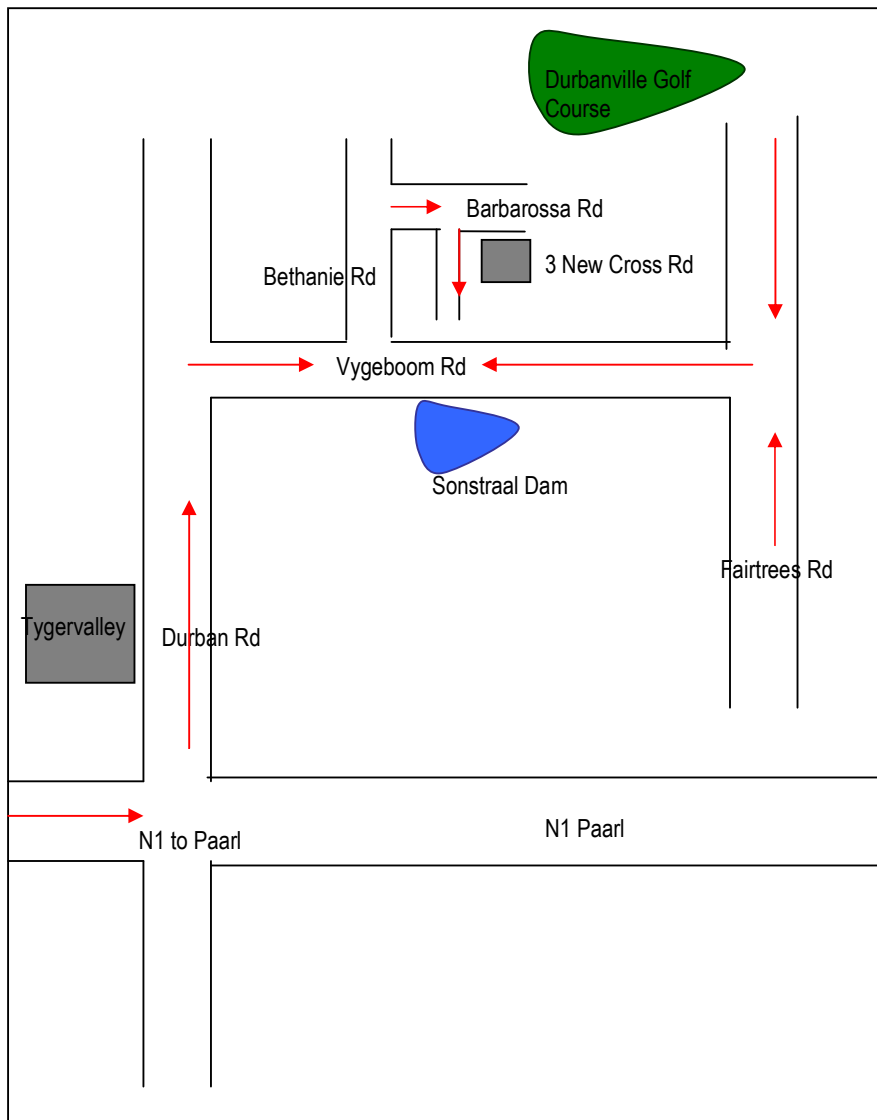 Durbanville Golf
Course
Barbarossa Rd
3 New Cross Rd
Bethanie Rd
Vygeboom Rd
Sonstraal Dam
Fairtrees Rd
Tygervalley
Durban Rd
N1 Paarl
N1 to Paarl